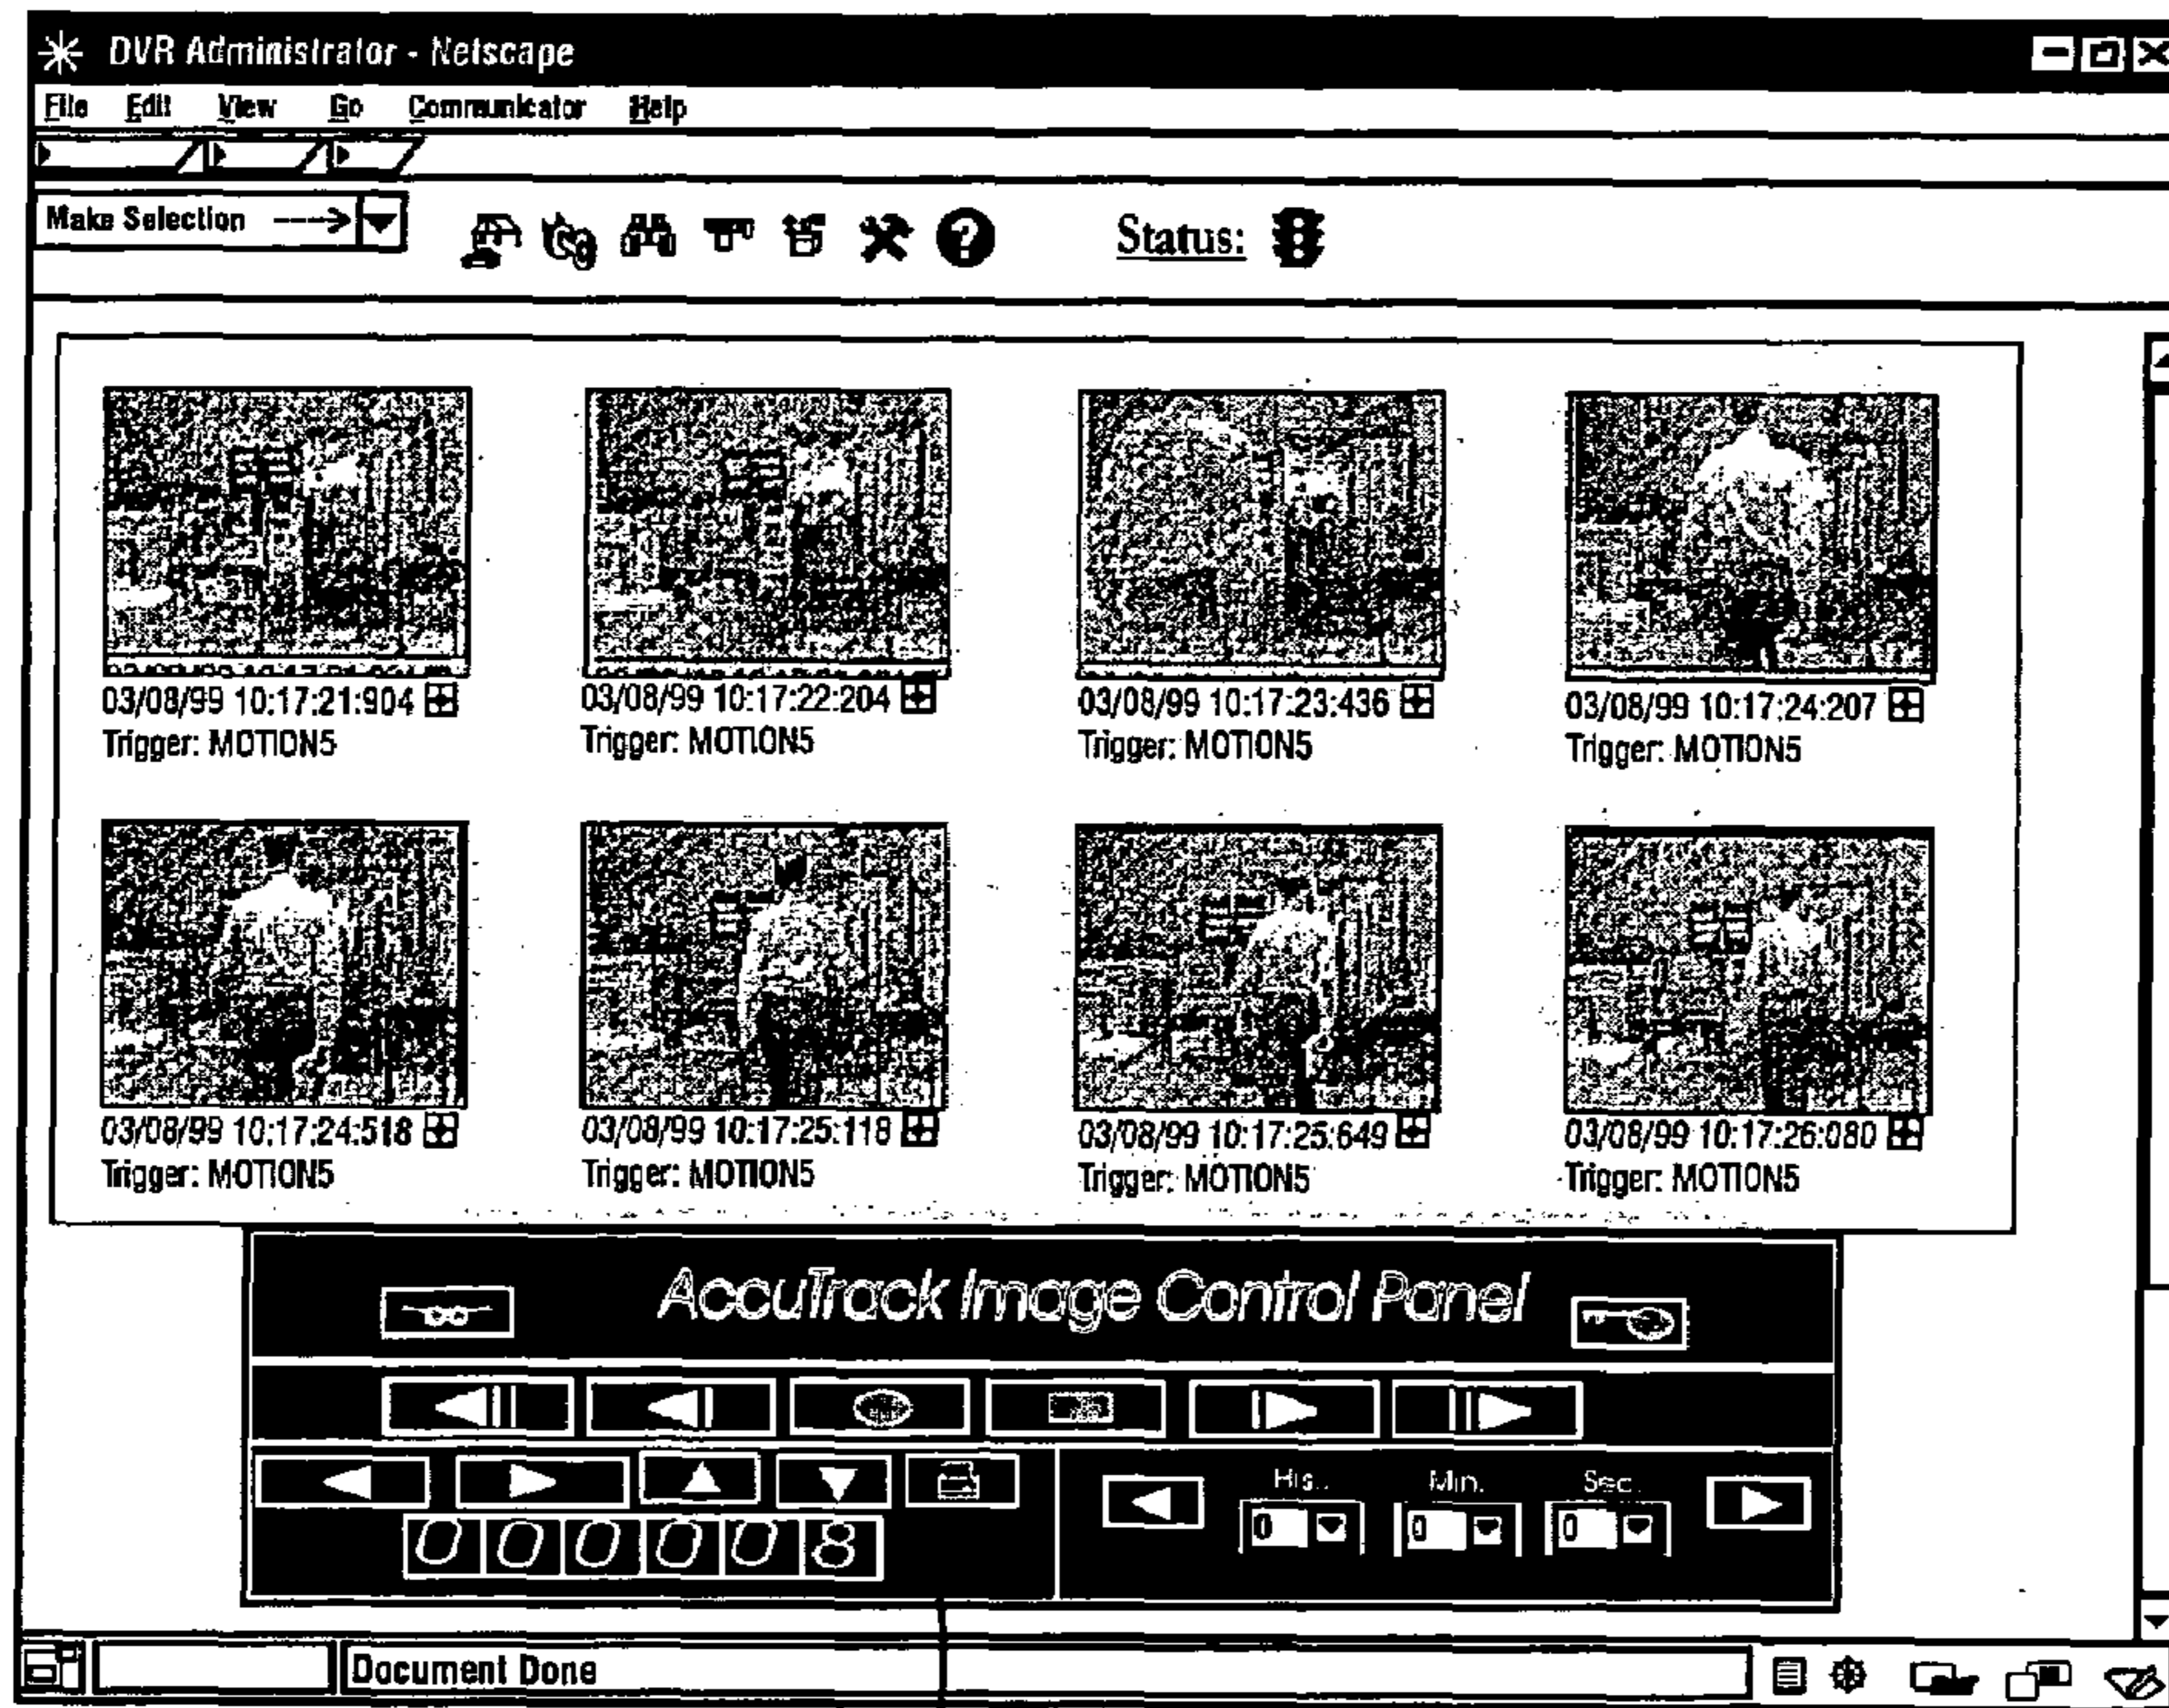 DVR Administrator - Netscape
File Edit View Go Communicator Help
Make Selection --->
Status:
03/08/99 10:17:21:904
Trigger: MOTION5
03/08/99 10:17:22:204
Trigger: MOTION5
03/08/99 10:17:23:436
Trigger: MOTION5
03/08/99 10:17:24:207
Trigger: MOTION5
03/08/99 10:17:24:518
Trigger: MOTION5
03/08/99 10:17:25:118
Trigger: MOTION5
03/08/99 10:17:25:649
Trigger: MOTION5
03/08/99 10:17:26:080
Trigger: MOTION5
AccuTrack Image Control Panel
Min. Sec.
000008
0 0 0
Document Done